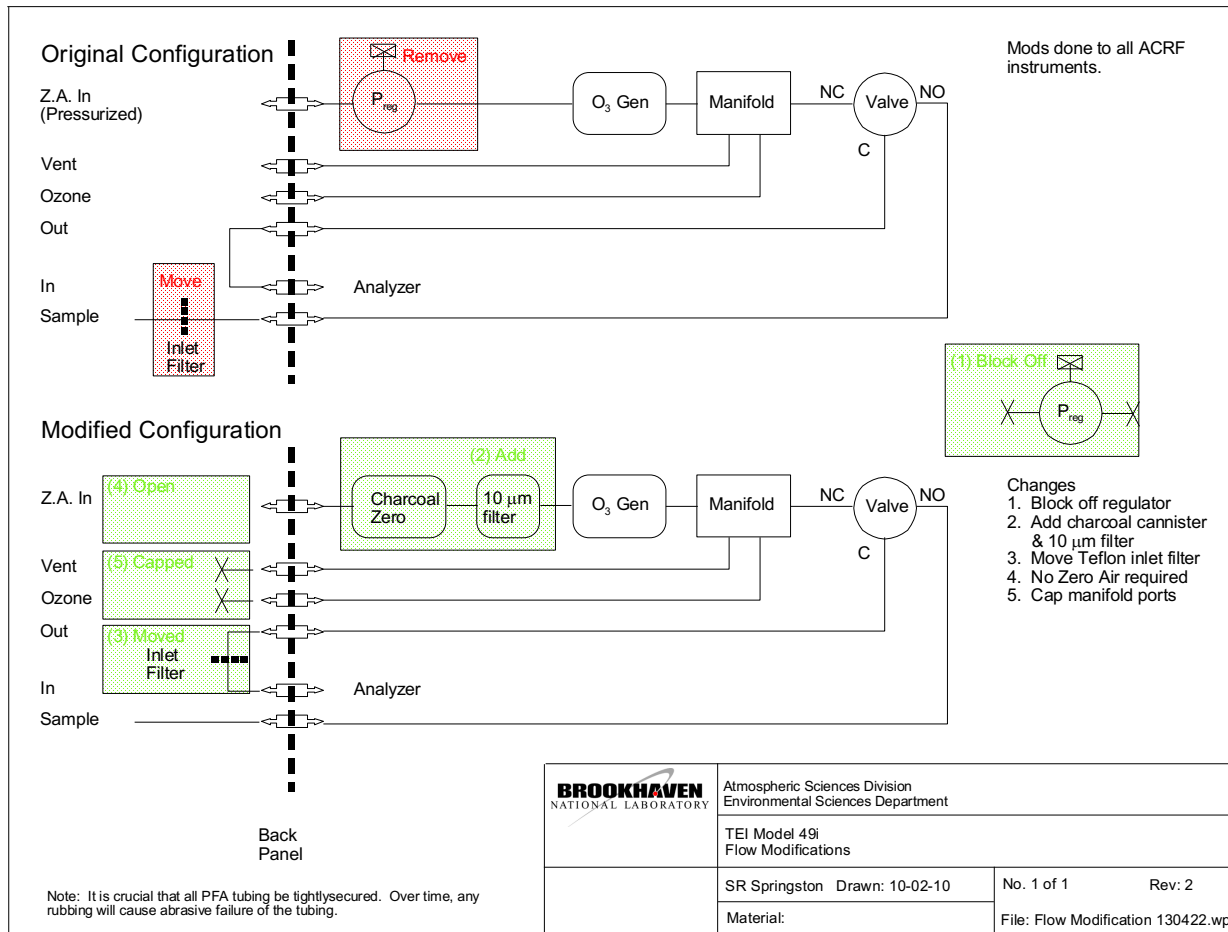 Original Configuration
Remove
Mods done to all ACRF
instruments.
Z.A. In
(Pressurized)
Preg
O3 Gen
Manifold
NC
Valve
NO
C
Vent
Ozone
Out
In
Move
Analyzer
Sample
Inlet
Filter
(1) Block Off
Preg
Modified Configuration
(2) Add
Z.A. In
(4) Open
Charcoal
Zero
10 μm
filter
O3 Gen
Manifold
NC
Valve
NO
C
Changes
1. Block off regulator
2. Add charcoal cannister
& 10 μm filter
3. Move Teflon inlet filter
4. No Zero Air required
5. Cap manifold ports
Vent
(5) Capped
Ozone
Out
(3) Moved
Inlet
Filter
In
Analyzer
Sample
Back
Panel
BROOKHAVEN
NATIONAL LABORATORY
Atmospheric Sciences Division
Environmental Sciences Department
TEI Model 49i
Flow Modifications
SR Springston Drawn: 10-02-10
No. 1 of 1 Rev: 2
Material:
File: Flow Modification 130422.wp
Note: It is crucial that all PFA tubing be tightlysecured. Over time, any
rubbing will cause abrasive failure of the tubing.